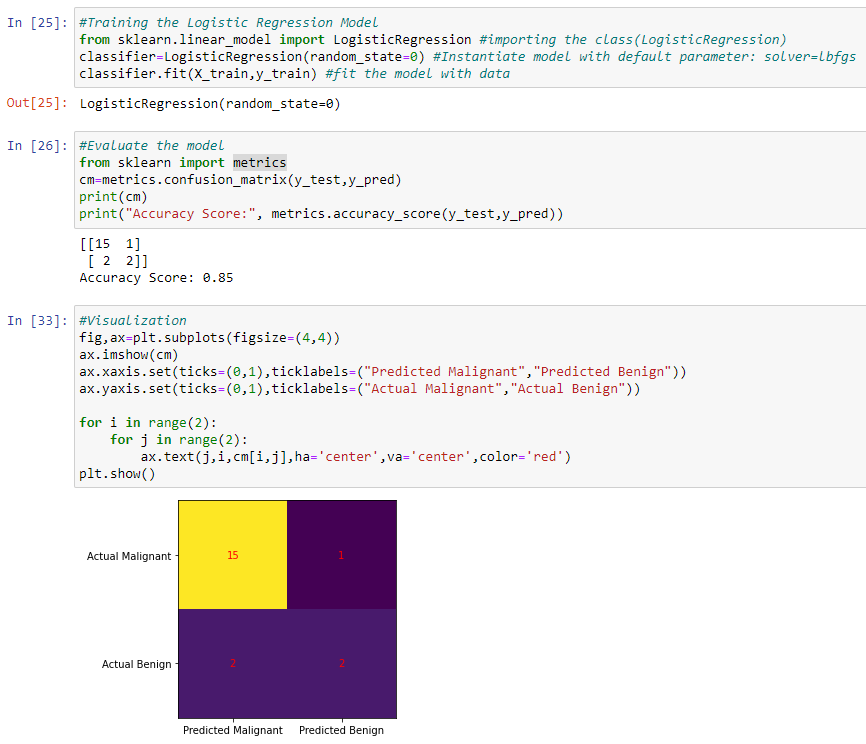 In [25]: #Training the Logistic Regression Model
from sklearn.linear_model import LogisticRegression #importing the class(LogisticRegression)
classifier=LogisticRegression(random_state=0) #Instantiate model with default parameter: solver=lbfgs
classifier.fit(X_train,y_train) #fit the model with data
Out[25]: LogisticRegression(random_state=0)
In [26]: #Evaluate the model
from sklearn import metrics
cm=metrics.confusion_matrix(y_test,y_pred)
print(cm)
print("Accuracy Score:", metrics.accuracy_score(y_test,y_pred))
[[15  1]
 [ 2  2]]
Accuracy Score: 0.85
In [33]: #Visualization
fig,ax=plt.subplots(figsize=(4,4))
ax.imshow(cm)
ax.xaxis.set(ticks=(0,1),ticklabels=("Predicted Malignant","Predicted Benign"))
ax.yaxis.set(ticks=(0,1),ticklabels=("Actual Malignant","Actual Benign"))
for i in range(2):
    for j in range(2):
        ax.text(j,i,cm[i,j],ha='center',va='center',color='red')
plt.show()
Actual Malignant 15 1
Actual Benign 2 2
Predicted Malignant Predicted Benign